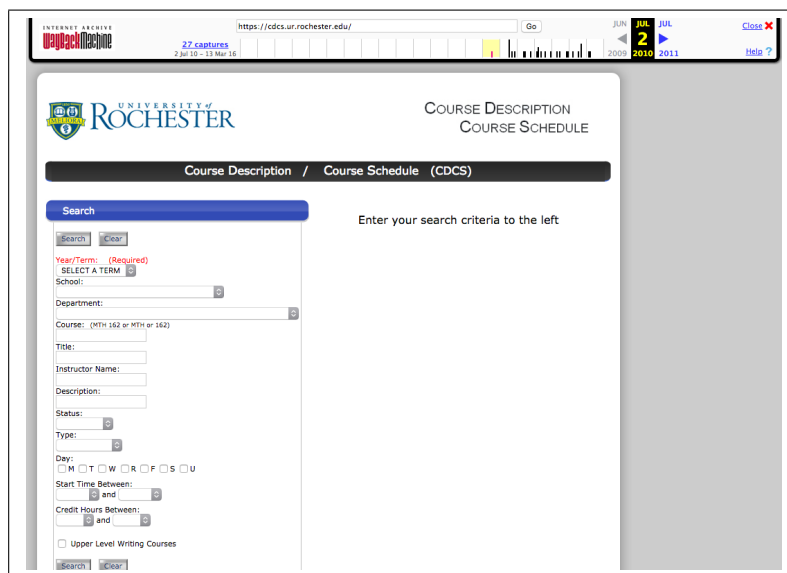 INTERNET ARCHIVE
WayBackMachine
https://cdcs.ur.rochester.edu/
Go
JUN JUL JUL
Close
27 captures
2 Jul 10 – 13 Mar 16
2
2009 2010 2011
Help ?
UNIVERSITY of
ROCHESTER
MELIORA
COURSE DESCRIPTION
COURSE SCHEDULE
Course Description / Course Schedule (CDCS)
Search
Enter your search criteria to the left
Search Clear
Year/Term: (Required)
SELECT A TERM
School:
Department:
Course: (MTH 162 or MTH or 162)
Title:
Instructor Name:
Description:
Status:
Type:
Day:
M T W R F S U
Start Time Between:
and
Credit Hours Between:
and
Upper Level Writing Courses
Search Clear